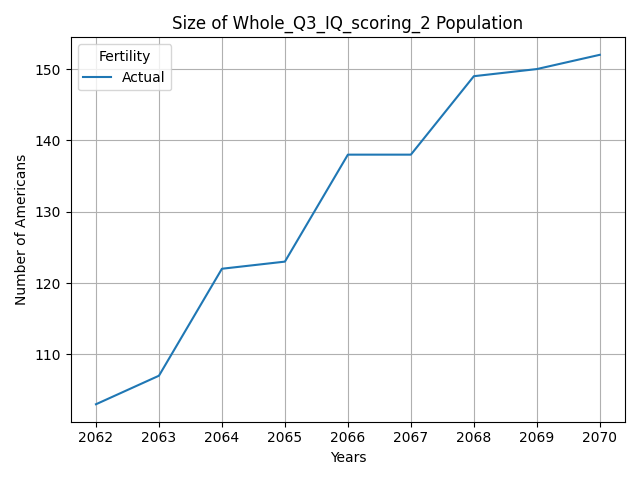 Size of Whole_Q3_IQ_scoring_2 Population
Fertility
Actual
Number of Americans
150
140
130
120
110
2062 2063 2064 2065 2066 2067 2068 2069 2070
Years